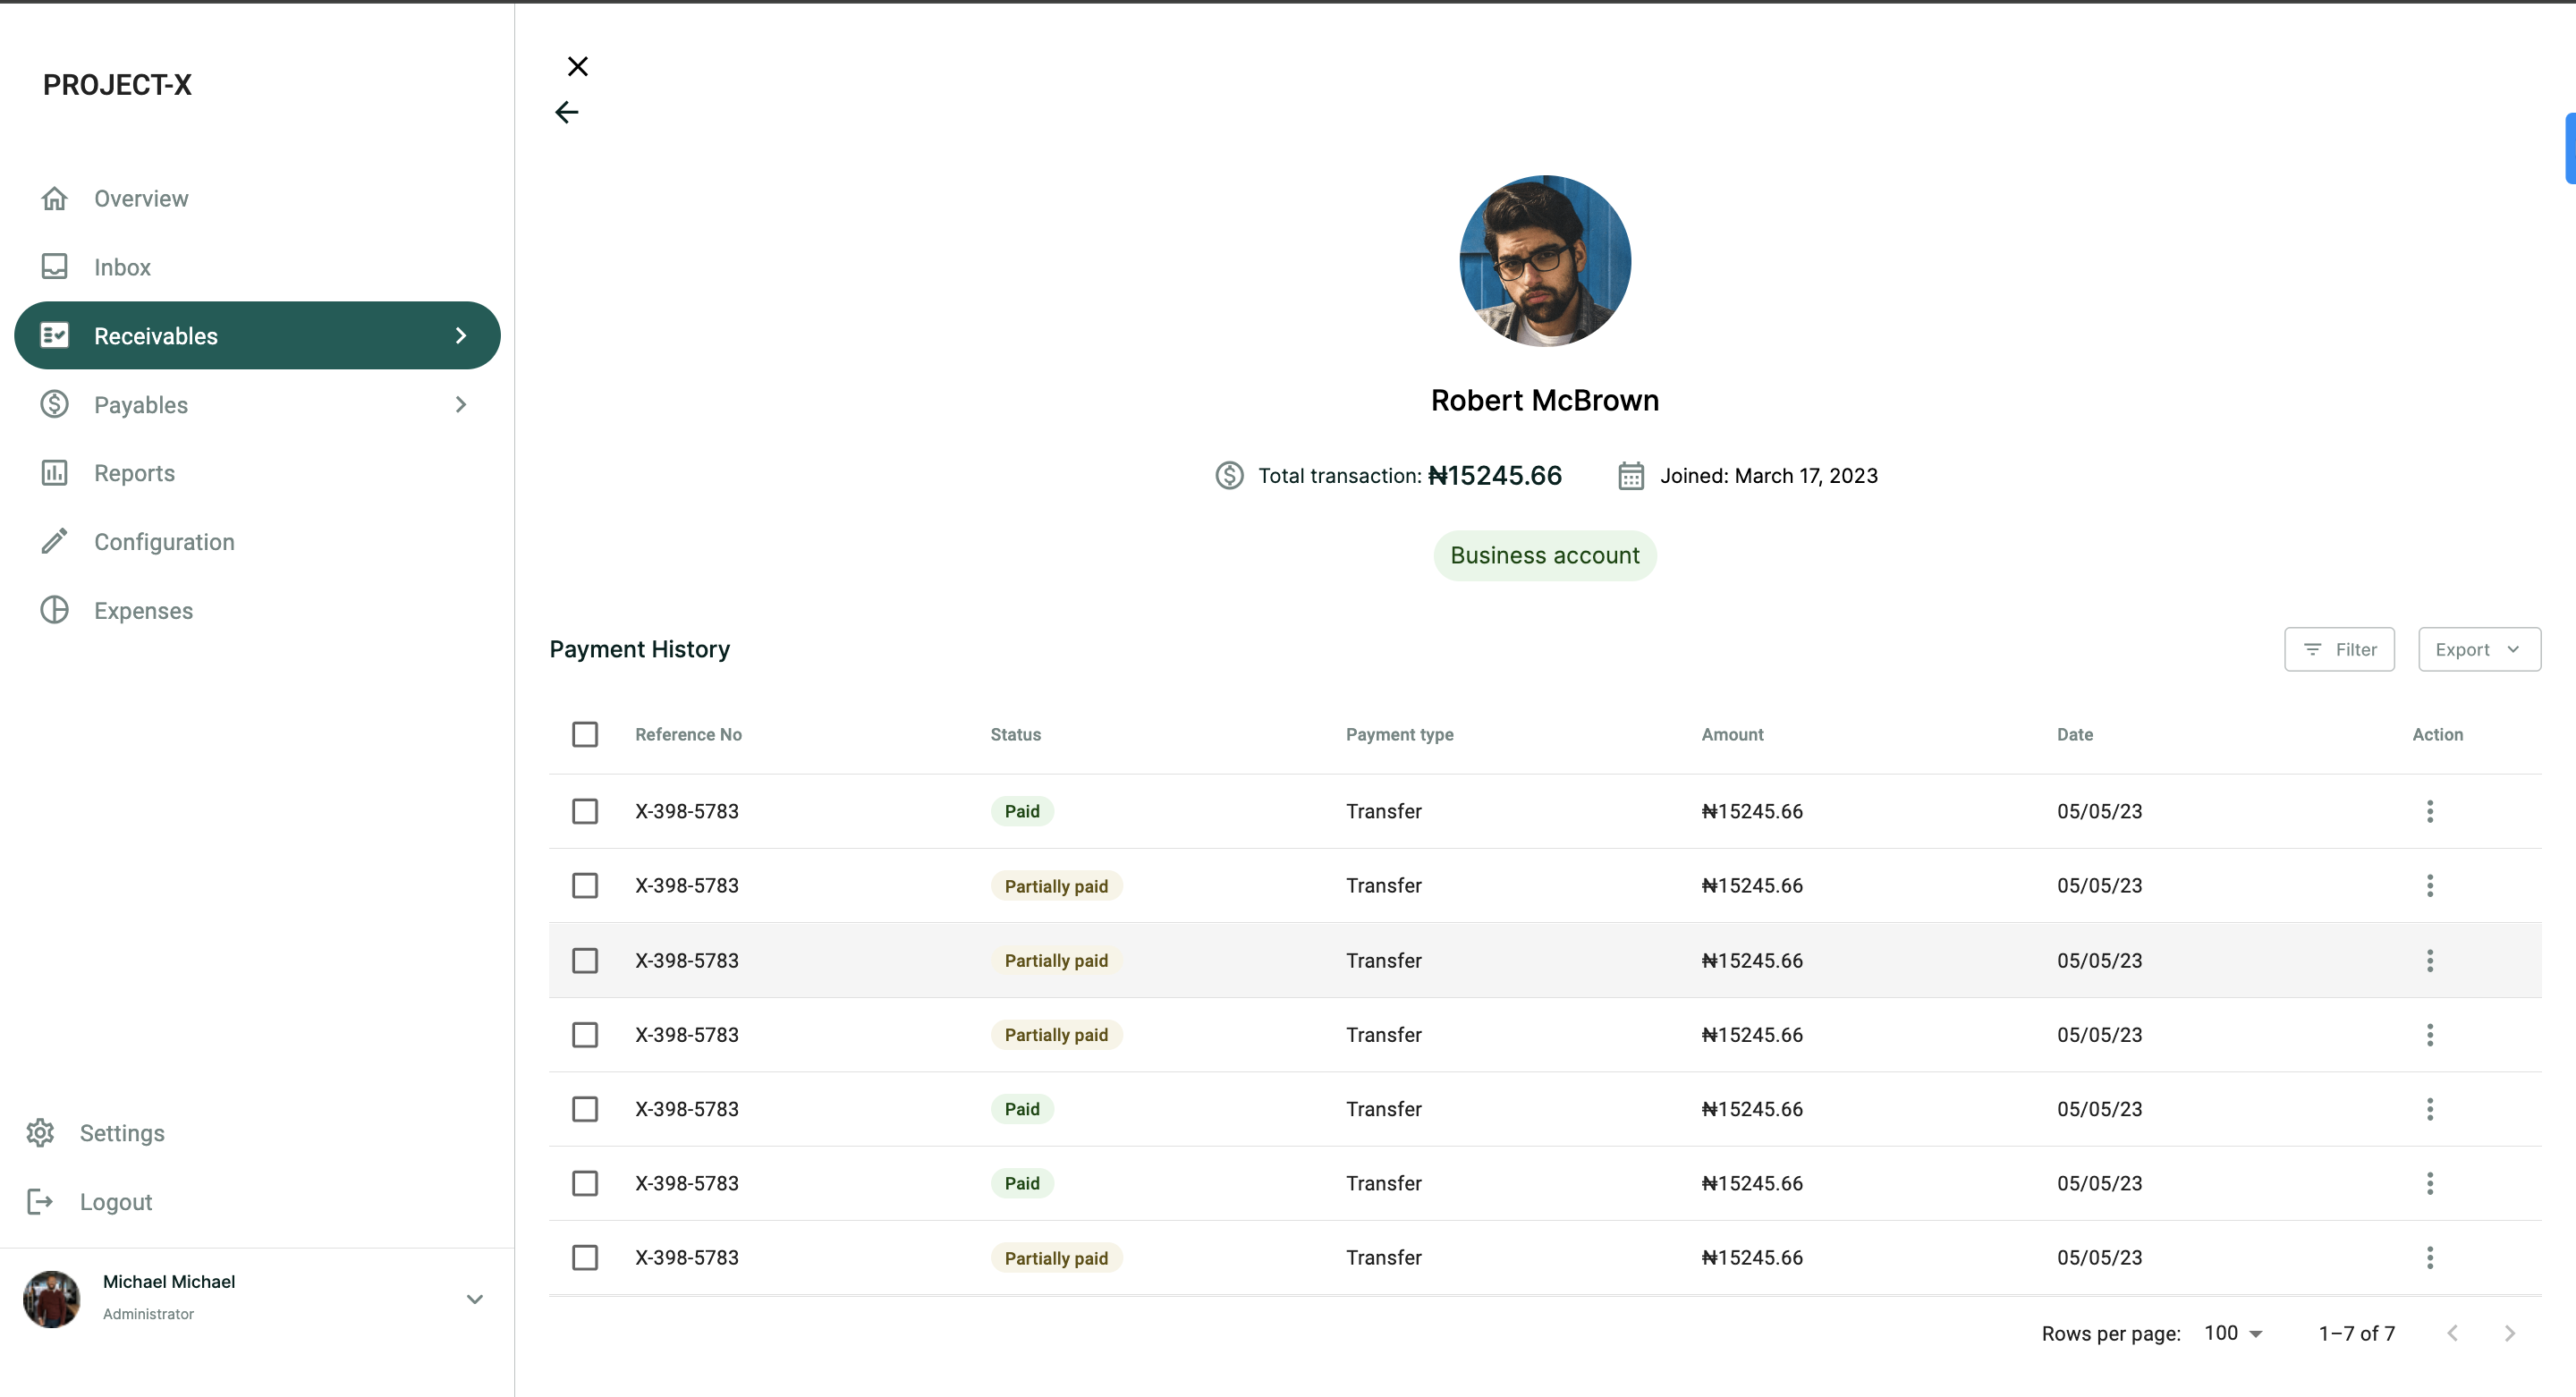 PROJECT-X
Overview
Inbox
Receivables
Payables
Reports
Configuration
Expenses
Settings
Logout
Michael Michael
Administrator
Robert McBrown
Total transaction: ₦15245.66 Joined: March 17, 2023
Business account
Payment History Filter Export
Reference No Status Payment type Amount Date Action
X-398-5783 Paid Transfer ₦15245.66 05/05/23
X-398-5783 Partially paid Transfer ₦15245.66 05/05/23
X-398-5783 Partially paid Transfer ₦15245.66 05/05/23
X-398-5783 Partially paid Transfer ₦15245.66 05/05/23
X-398-5783 Paid Transfer ₦15245.66 05/05/23
X-398-5783 Paid Transfer ₦15245.66 05/05/23
X-398-5783 Partially paid Transfer ₦15245.66 05/05/23
Rows per page: 100 1–7 of 7